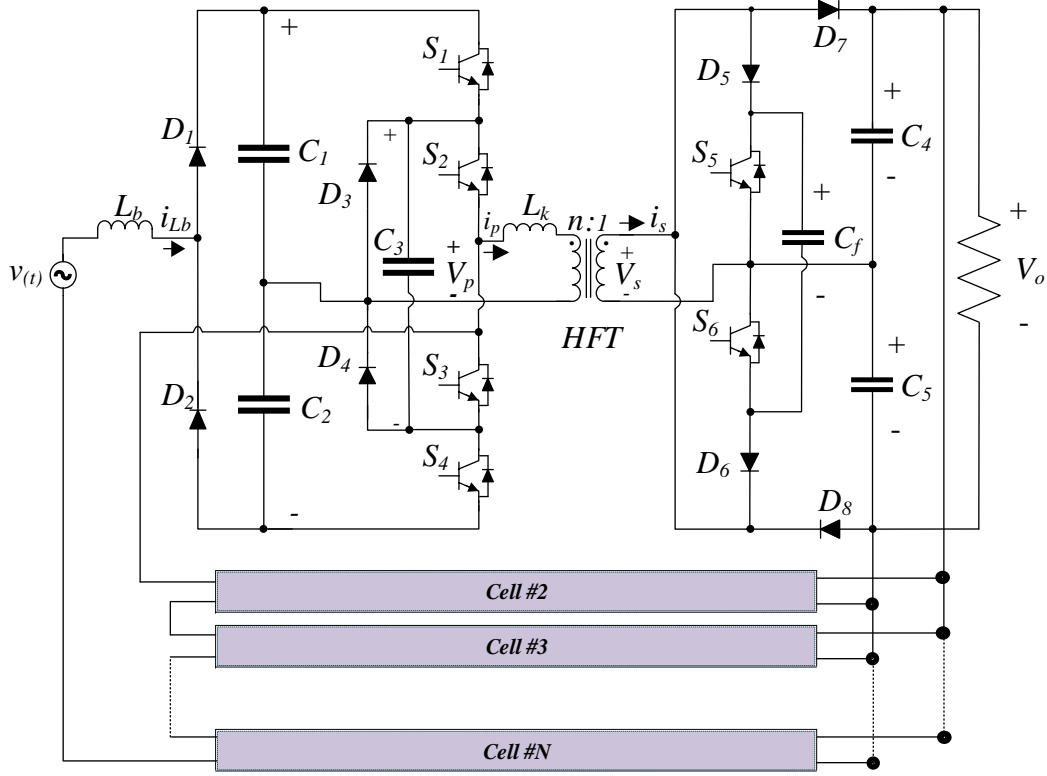 S1
D7
D5
+
+
D1
C1
+
S2
S5
C4
D3
-
Lb
iLb
ip
Lk
n:1
is
+
C3
+
Vp
-
+
Vs
-
Cf
+
Vo
-
v(t)
-
S6
HFT
D4
S3
+
C5
D2
C2
-
-
S4
D6
-
D8
Cell #2
Cell #3
Cell #N